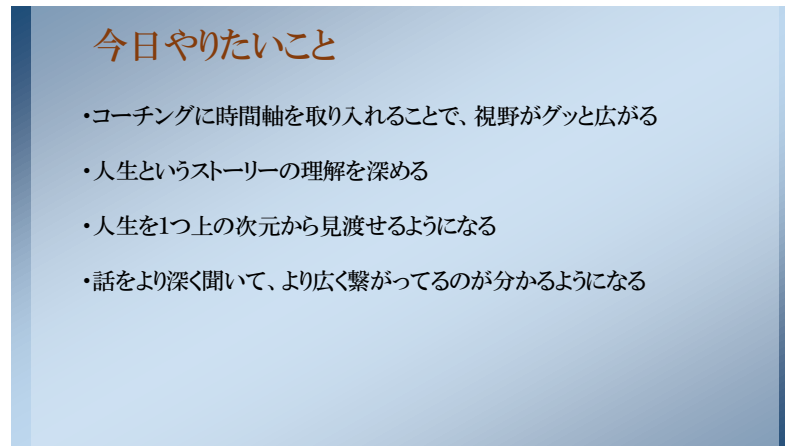 今日やりたいこと
・コーチングに時間軸を取り入れることで、視野がグッと広がる
・人生というストーリーの理解を深める
・人生を1つ上の次元から見渡せるようになる
・話をより深く聞いて、より広く繋がってるのが分かるようになる